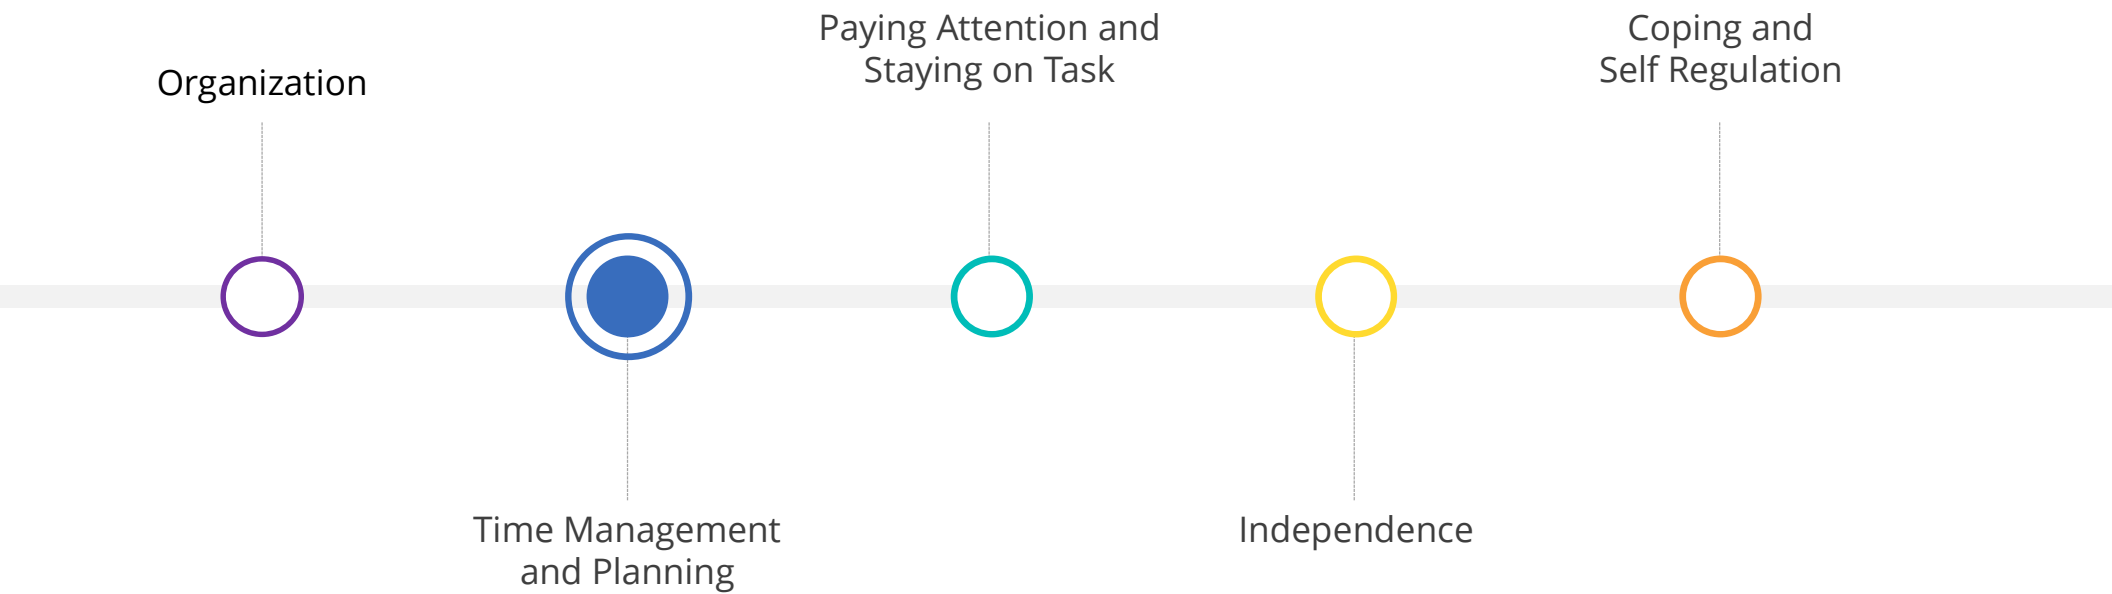 Organization
Time Management
and Planning
Paying Attention and
Staying on Task
Independence
Coping and
Self Regulation